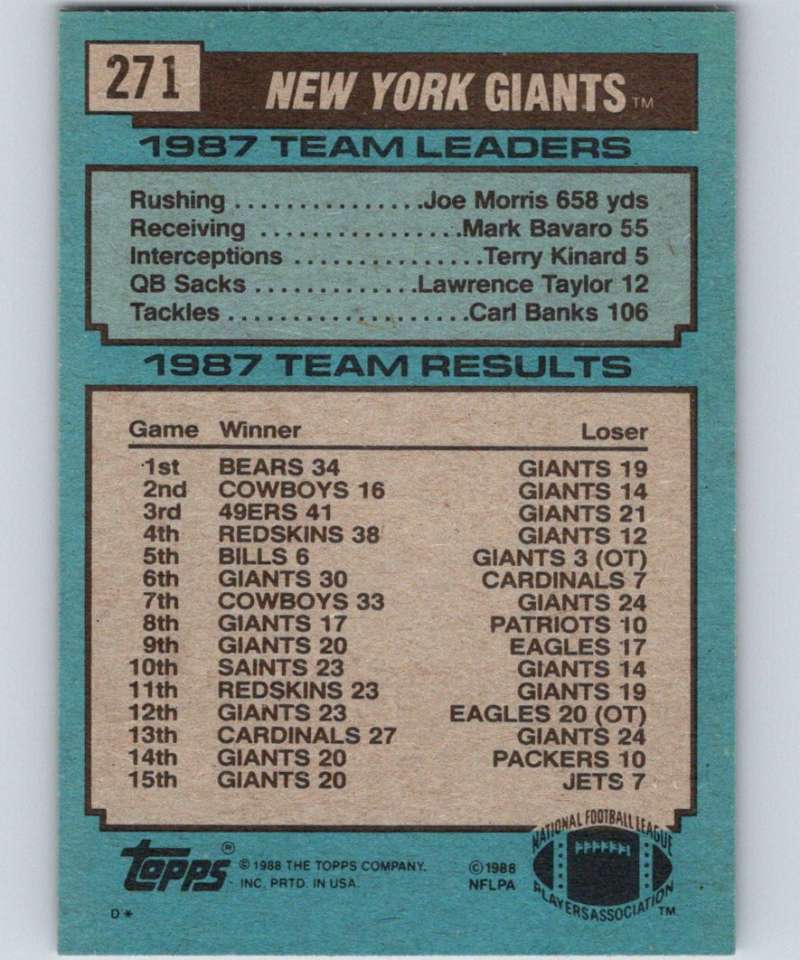 271
NEW YORK GIANTS TM
1987 TEAM LEADERS
Rushing ................Joe Morris 658 yds
Receiving .................Mark Bavaro 55
Interceptions ................Terry Kinard 5
QB Sacks .............Lawrence Taylor 12
Tackles .....................Carl Banks 106
1987 TEAM RESULTS
Game Winner Loser
1st BEARS 34 GIANTS 19
2nd COWBOYS 16 GIANTS 14
3rd 49ERS 41 GIANTS 21
4th REDSKINS 38 GIANTS 12
5th BILLS 6 GIANTS 3 (OT)
6th GIANTS 30 CARDINALS 7
7th COWBOYS 33 GIANTS 24
8th GIANTS 17 PATRIOTS 10
9th GIANTS 20 EAGLES 17
10th SAINTS 23 GIANTS 14
11th REDSKINS 23 GIANTS 19
12th GIANTS 23 EAGLES 20 (OT)
13th CARDINALS 27 GIANTS 24
14th GIANTS 20 PACKERS 10
15th GIANTS 20 JETS 7
topps®
© 1988 THE TOPPS COMPANY,
INC. PRTD. IN USA.
© 1988
NFLPA
NATIONAL FOOTBALL LEAGUE
PLAYERS ASSOCIATION TM
D*